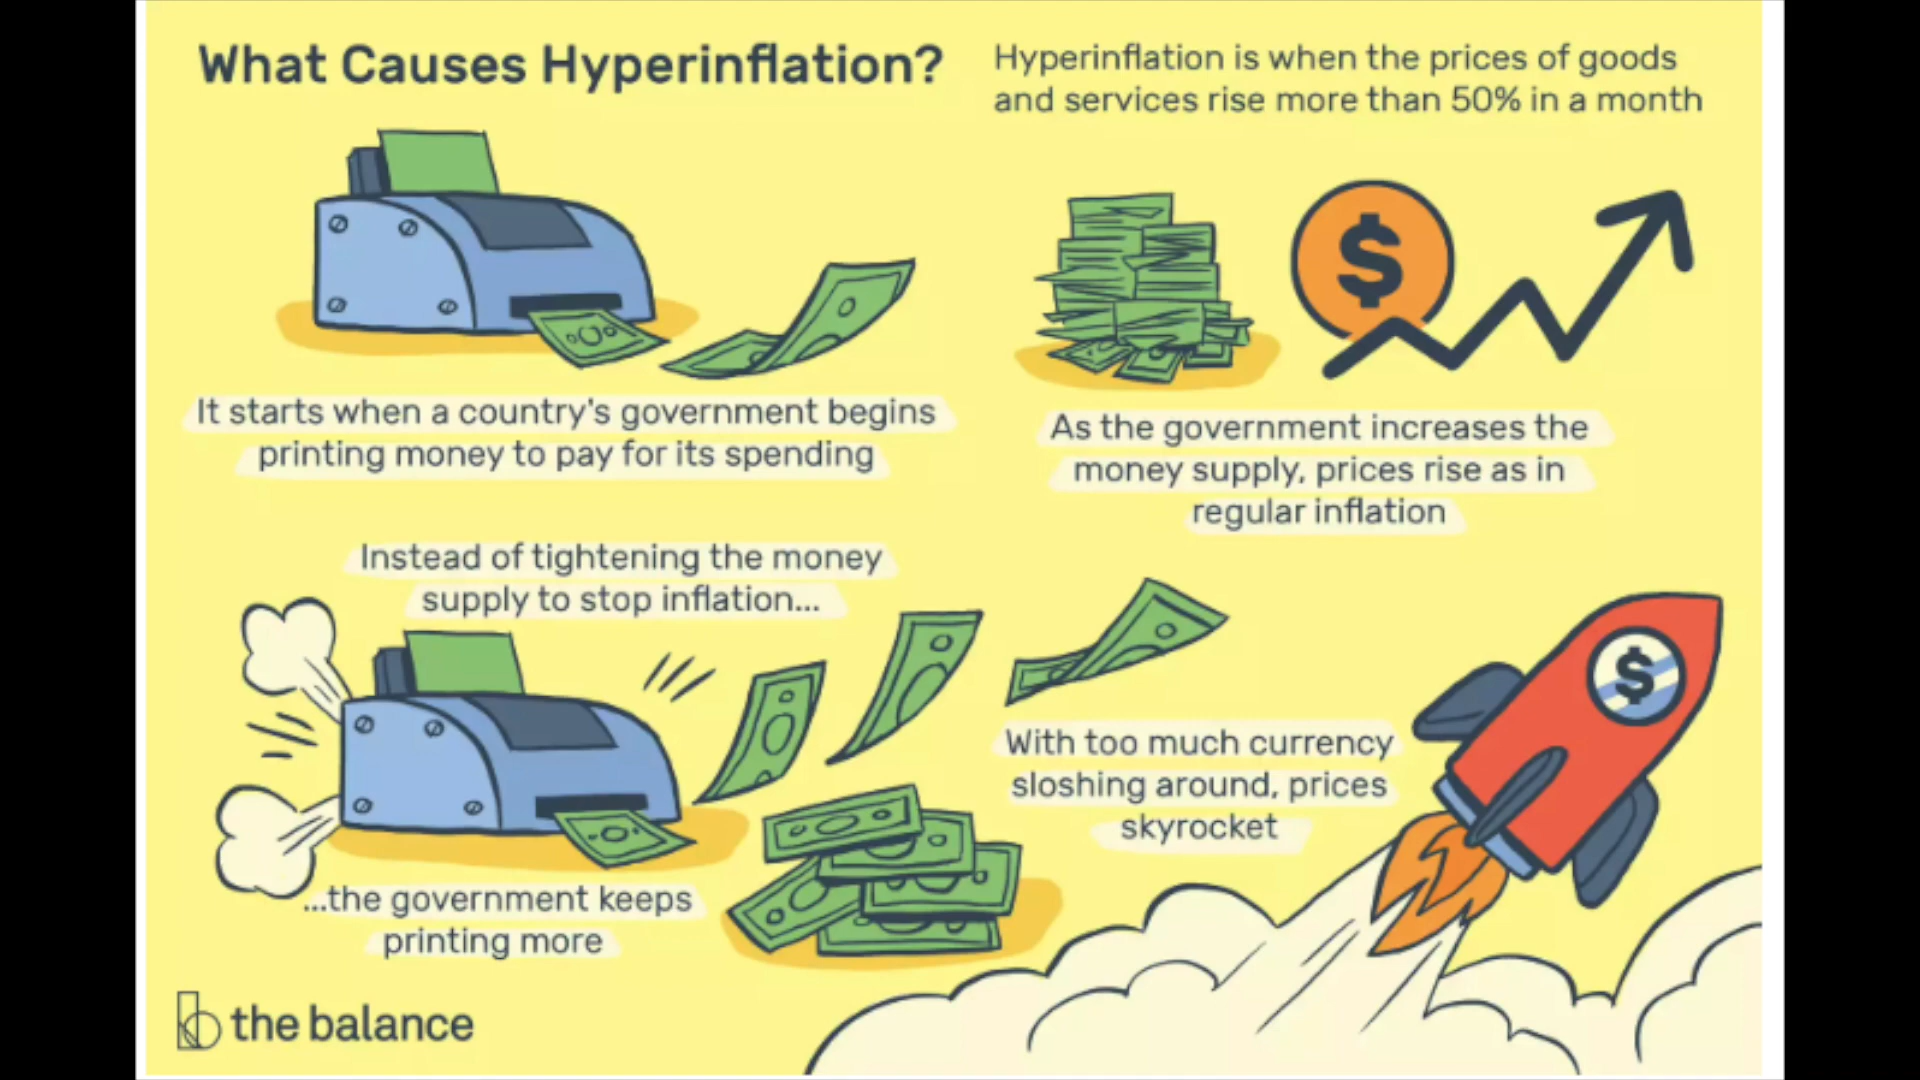 What Causes Hyperinflation?
Hyperinflation is when the prices of goods
and services rise more than 50% in a month
It starts when a country's government begins
printing money to pay for its spending
$
As the government increases the
money supply, prices rise as in
regular inflation
Instead of tightening the money
supply to stop inflation...
...the government keeps
printing more
With too much currency
sloshing around, prices
skyrocket
$
the balance